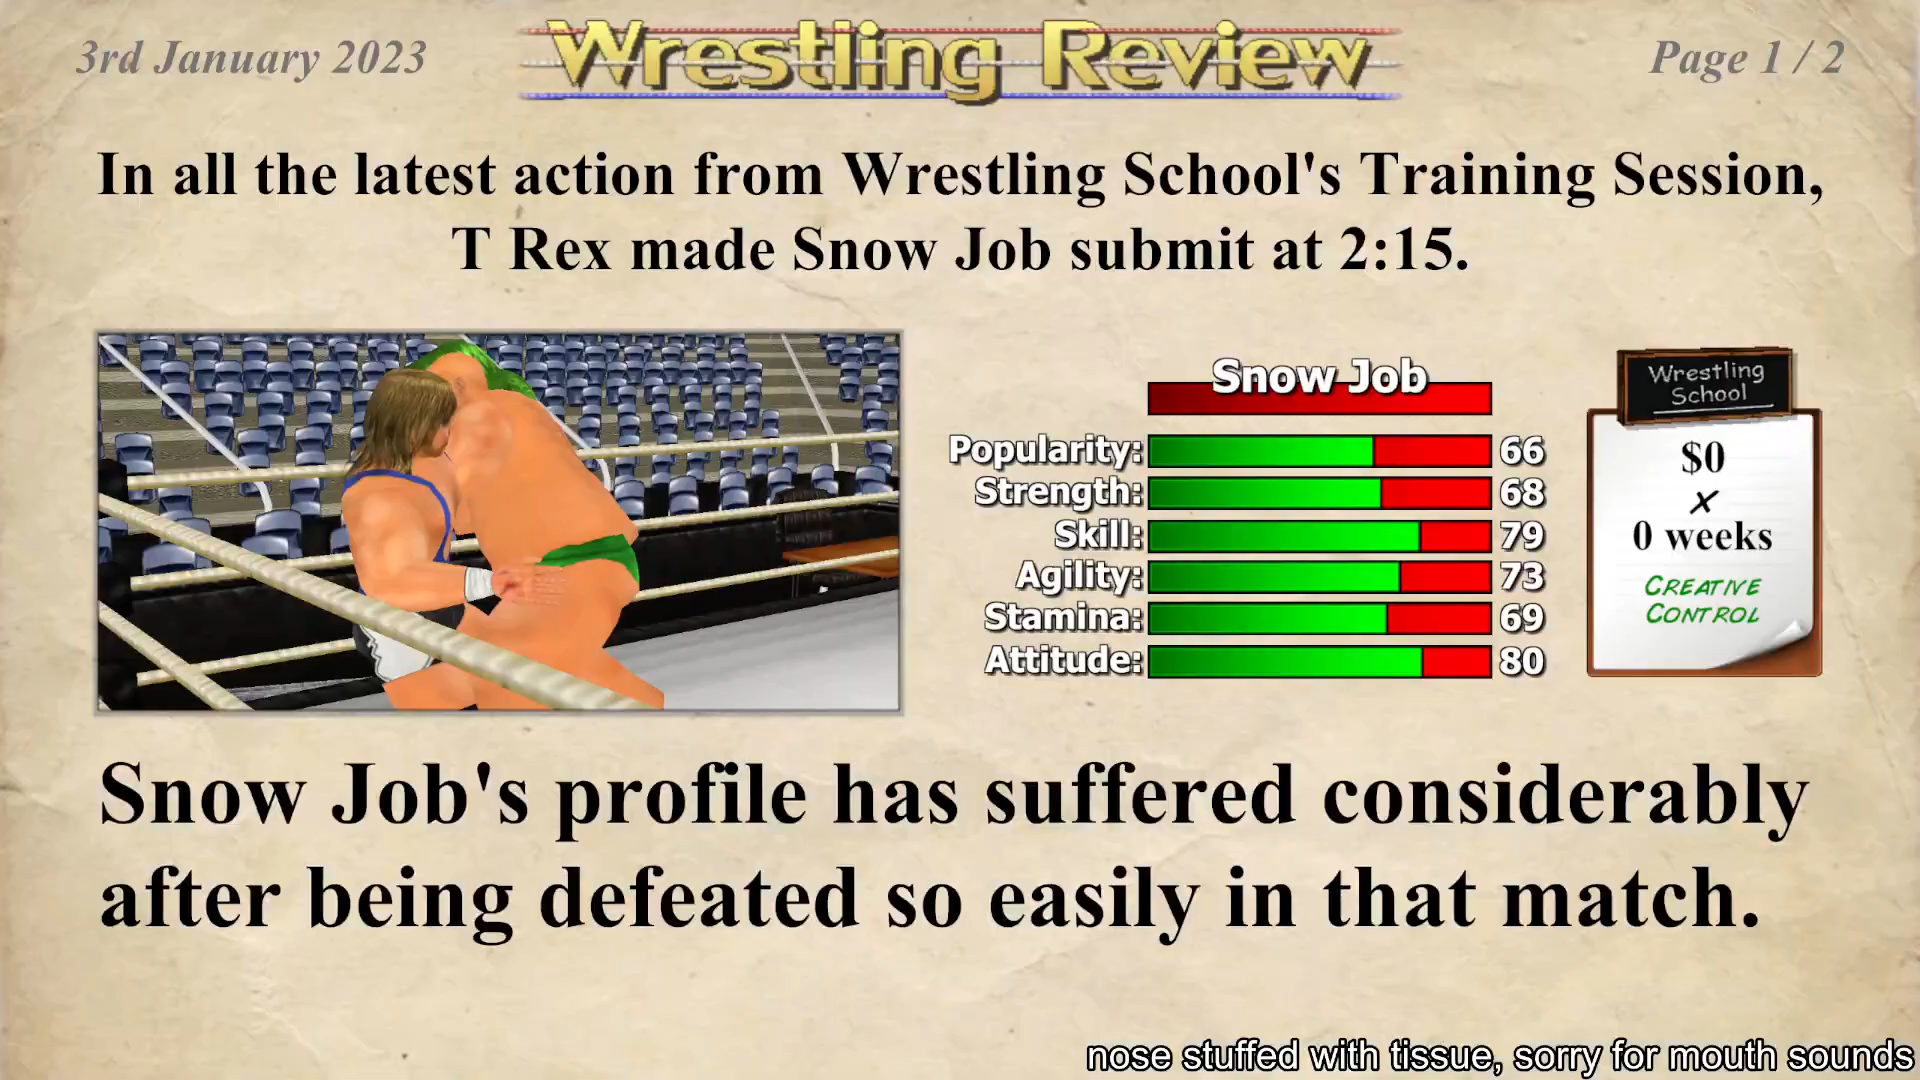 3rd January 2023
Wrestling Review
Page 1 / 2
In all the latest action from Wrestling School's Training Session,
T Rex made Snow Job submit at 2:15.
Snow Job
Popularity: 66
Strength: 68
Skill: 79
Agility: 73
Stamina: 69
Attitude: 80
Wrestling
School
$0
x
0 weeks
CREATIVE
CONTROL
Snow Job's profile has suffered considerably
after being defeated so easily in that match.
nose stuffed with tissue, sorry for mouth sounds